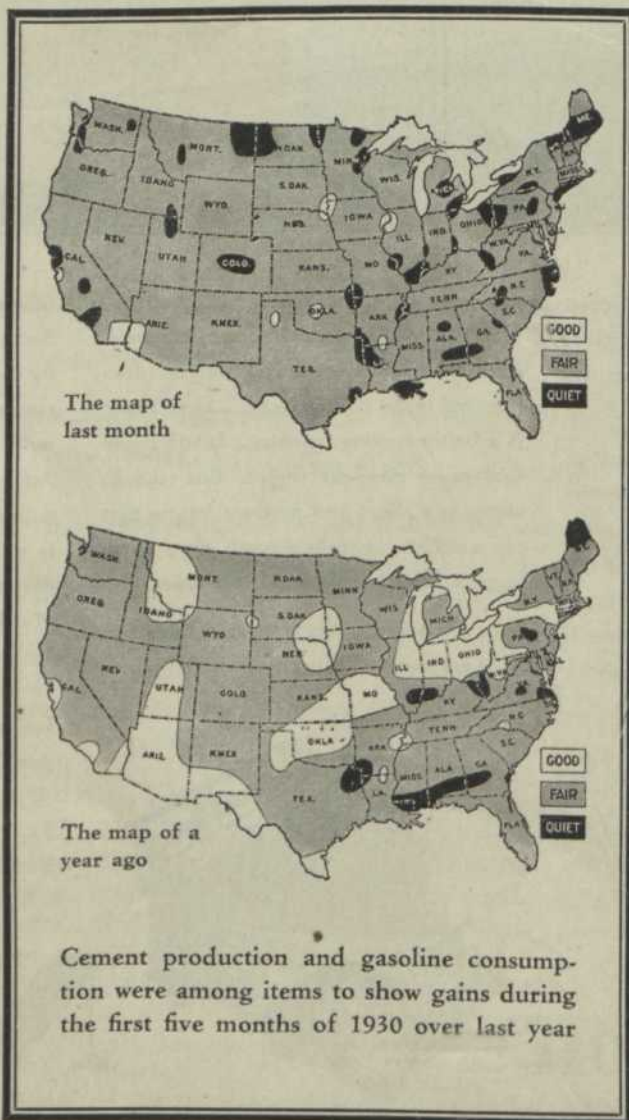 WASH.
MONT.
N.DAK.
MINN.
ME.
OREG.
IDAHO
S.DAK.
WIS.
MICH.
N.Y.
WYO.
NEB.
IOWA
NEV.
UTAH
COLO.
KANS.
MO
ILL
IND
OHIO
PA
W.VA.
VA.
CAL.
KY
TENN.
N.C.
ARIZ.
N.MEX.
OKLA.
ARK
S.C.
MISS.
ALA.
GA.
TEX.
FLA
GOOD
FAIR
QUIET
The map of
last month
WASH.
MONT.
N.DAK.
MINN
OREG.
IDAHO
S.DAK.
WIS.
MICH
VT.
N.Y.
WYO.
NEB.
IOWA
ILL
IND
OHIO
PA
NEV
UTAH
COLO.
KANS.
MO
KY
W.VA.
VA
CAL.
ARIZ.
N.MEX
OKLA
ARK
TENN.
N.C.
S.C.
TEX.
LA.
MISS
ALA
GA
FLA
GOOD
FAIR
QUIET
The map of a
year ago
Cement production and gasoline consump-
tion were among items to show gains during
the first five months of 1930 over last year